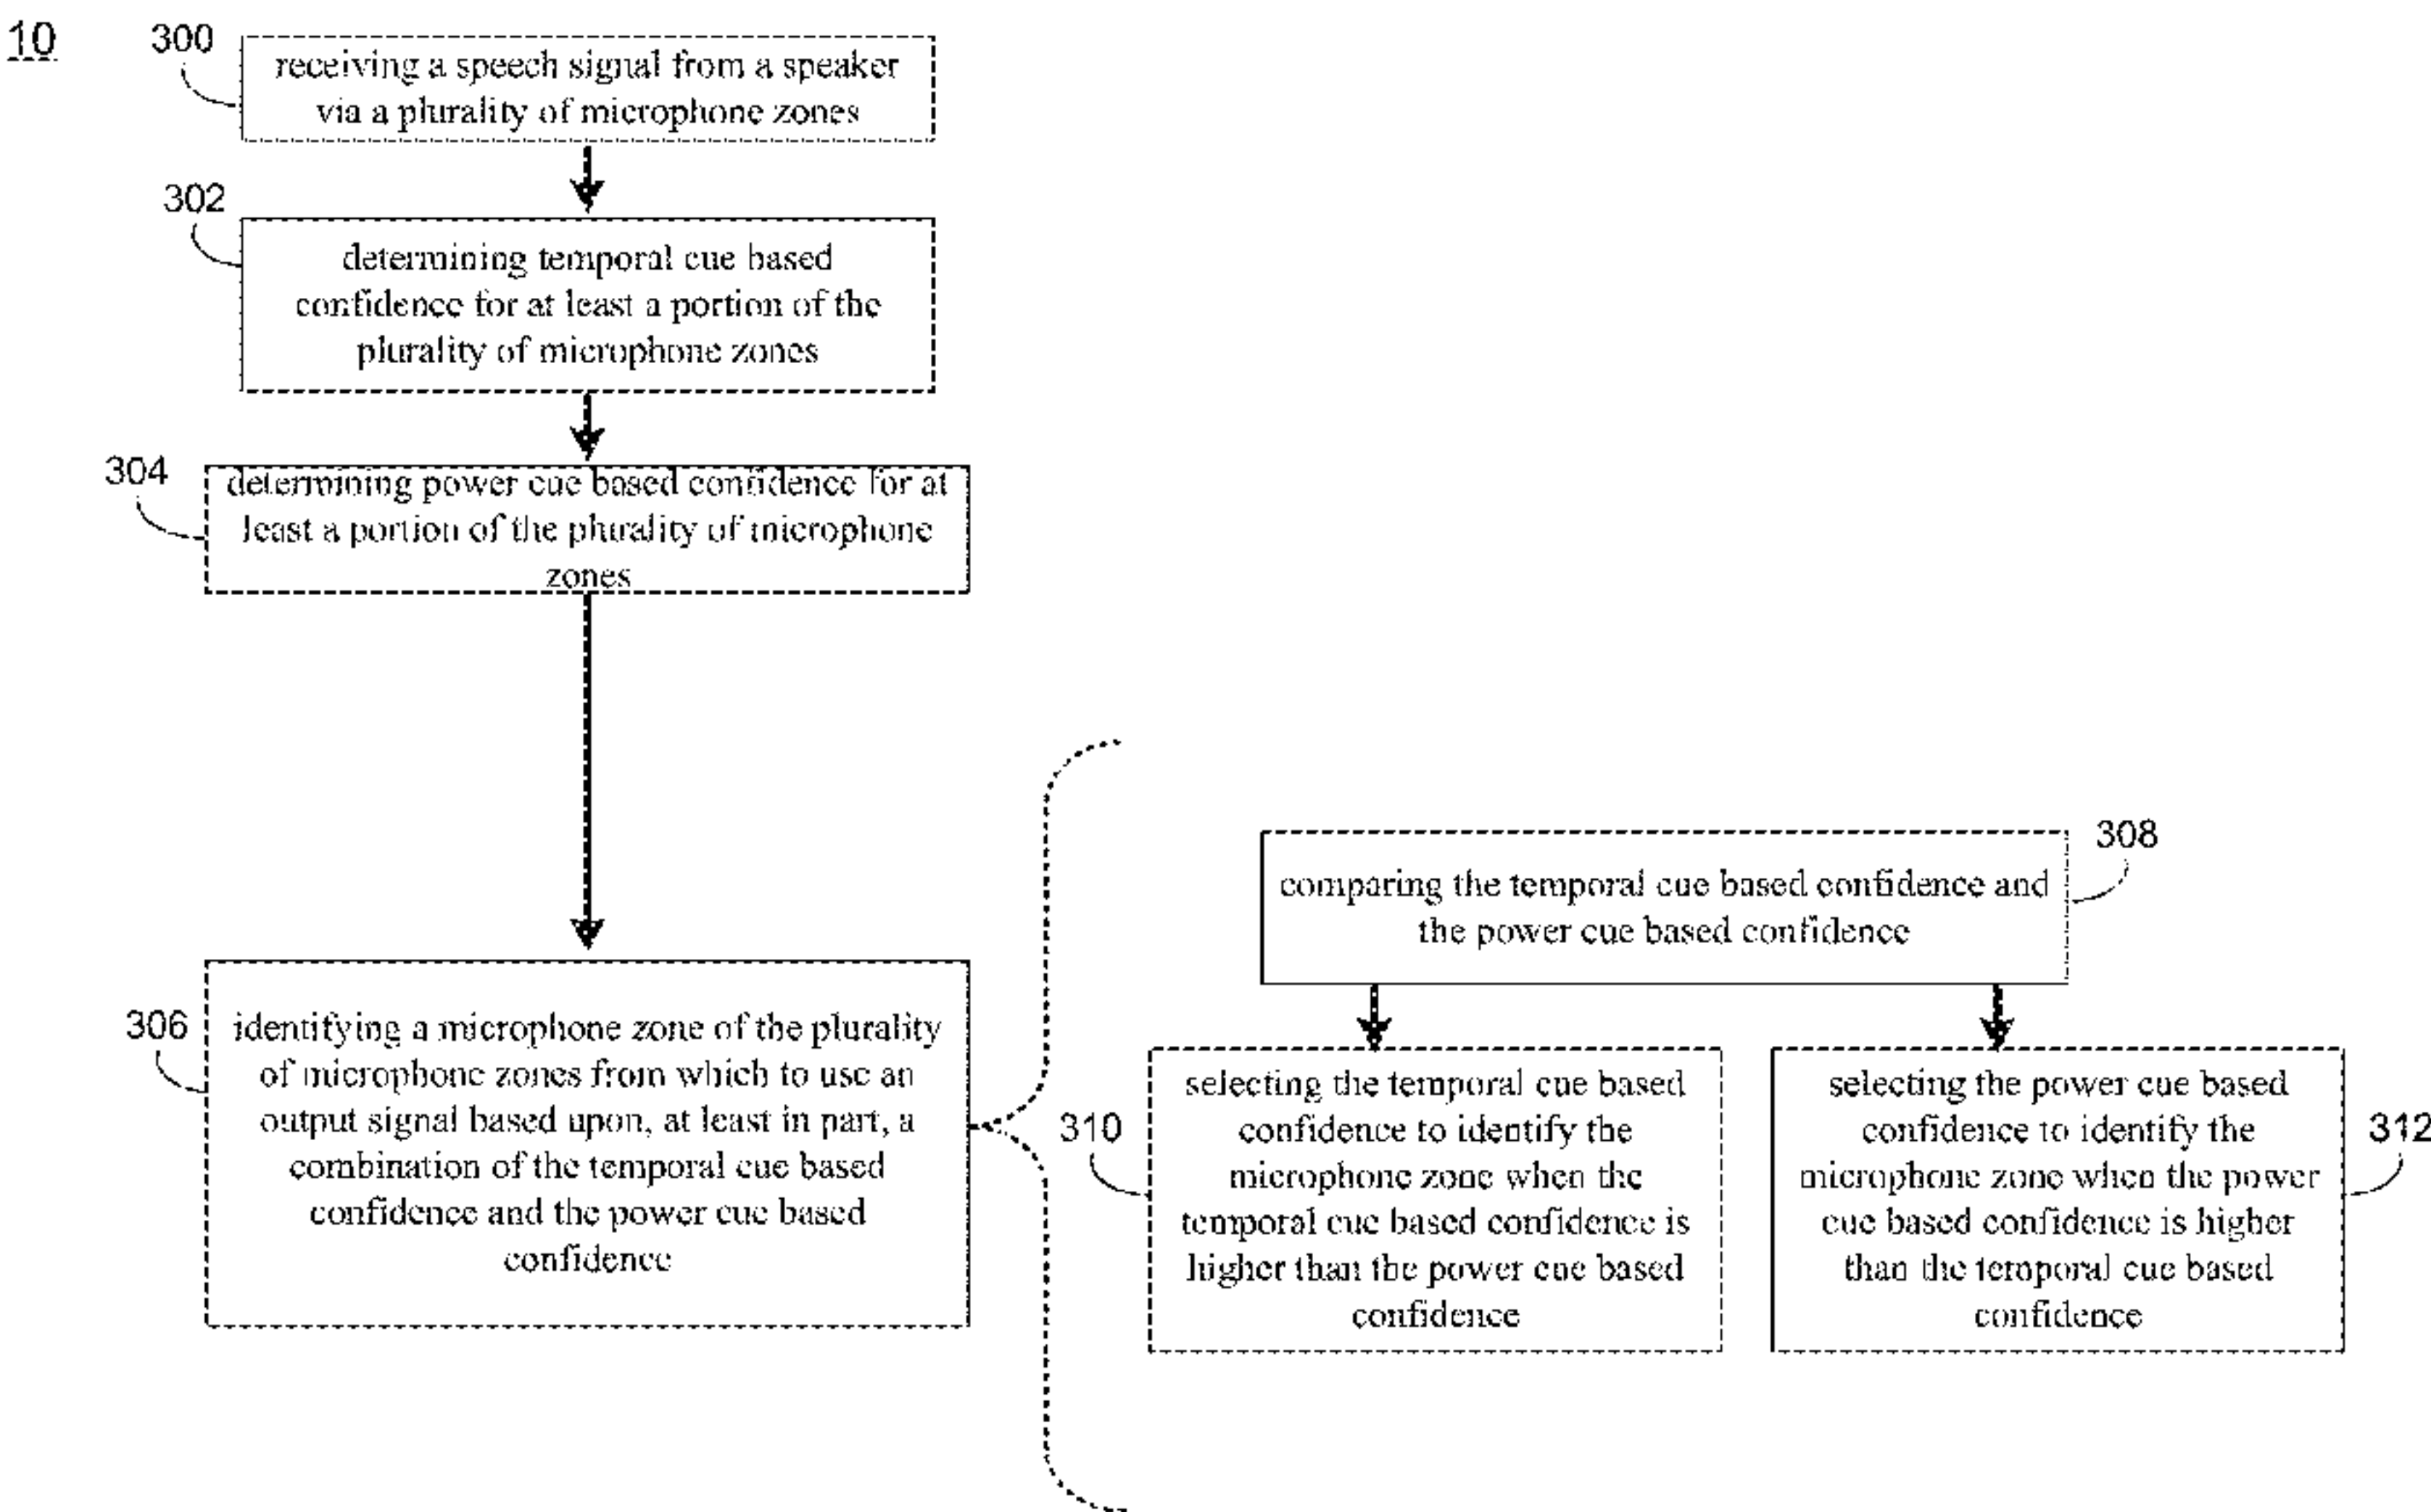 10
300
receiving a speech signal from a speaker
via a plurality of microphone zones
302
determining temporal cue based
confidence for at least a portion of the
plurality of microphone zones
304
determining power cue based confidence for at
least a portion of the plurality of microphone
zones
306
identifying a microphone zone of the plurality
of microphone zones from which to use an
output signal based upon, at least in part, a
combination of the temporal cue based
confidence and the power cue based
confidence
308
comparing the temporal cue based confidence and
the power cue based confidence
310
selecting the temporal cue based
confidence to identify the
microphone zone when the
temporal cue based confidence is
higher than the power cue based
confidence
312
selecting the power cue based
confidence to identify the
microphone zone when the power
cue based confidence is higher
than the temporal cue based
confidence